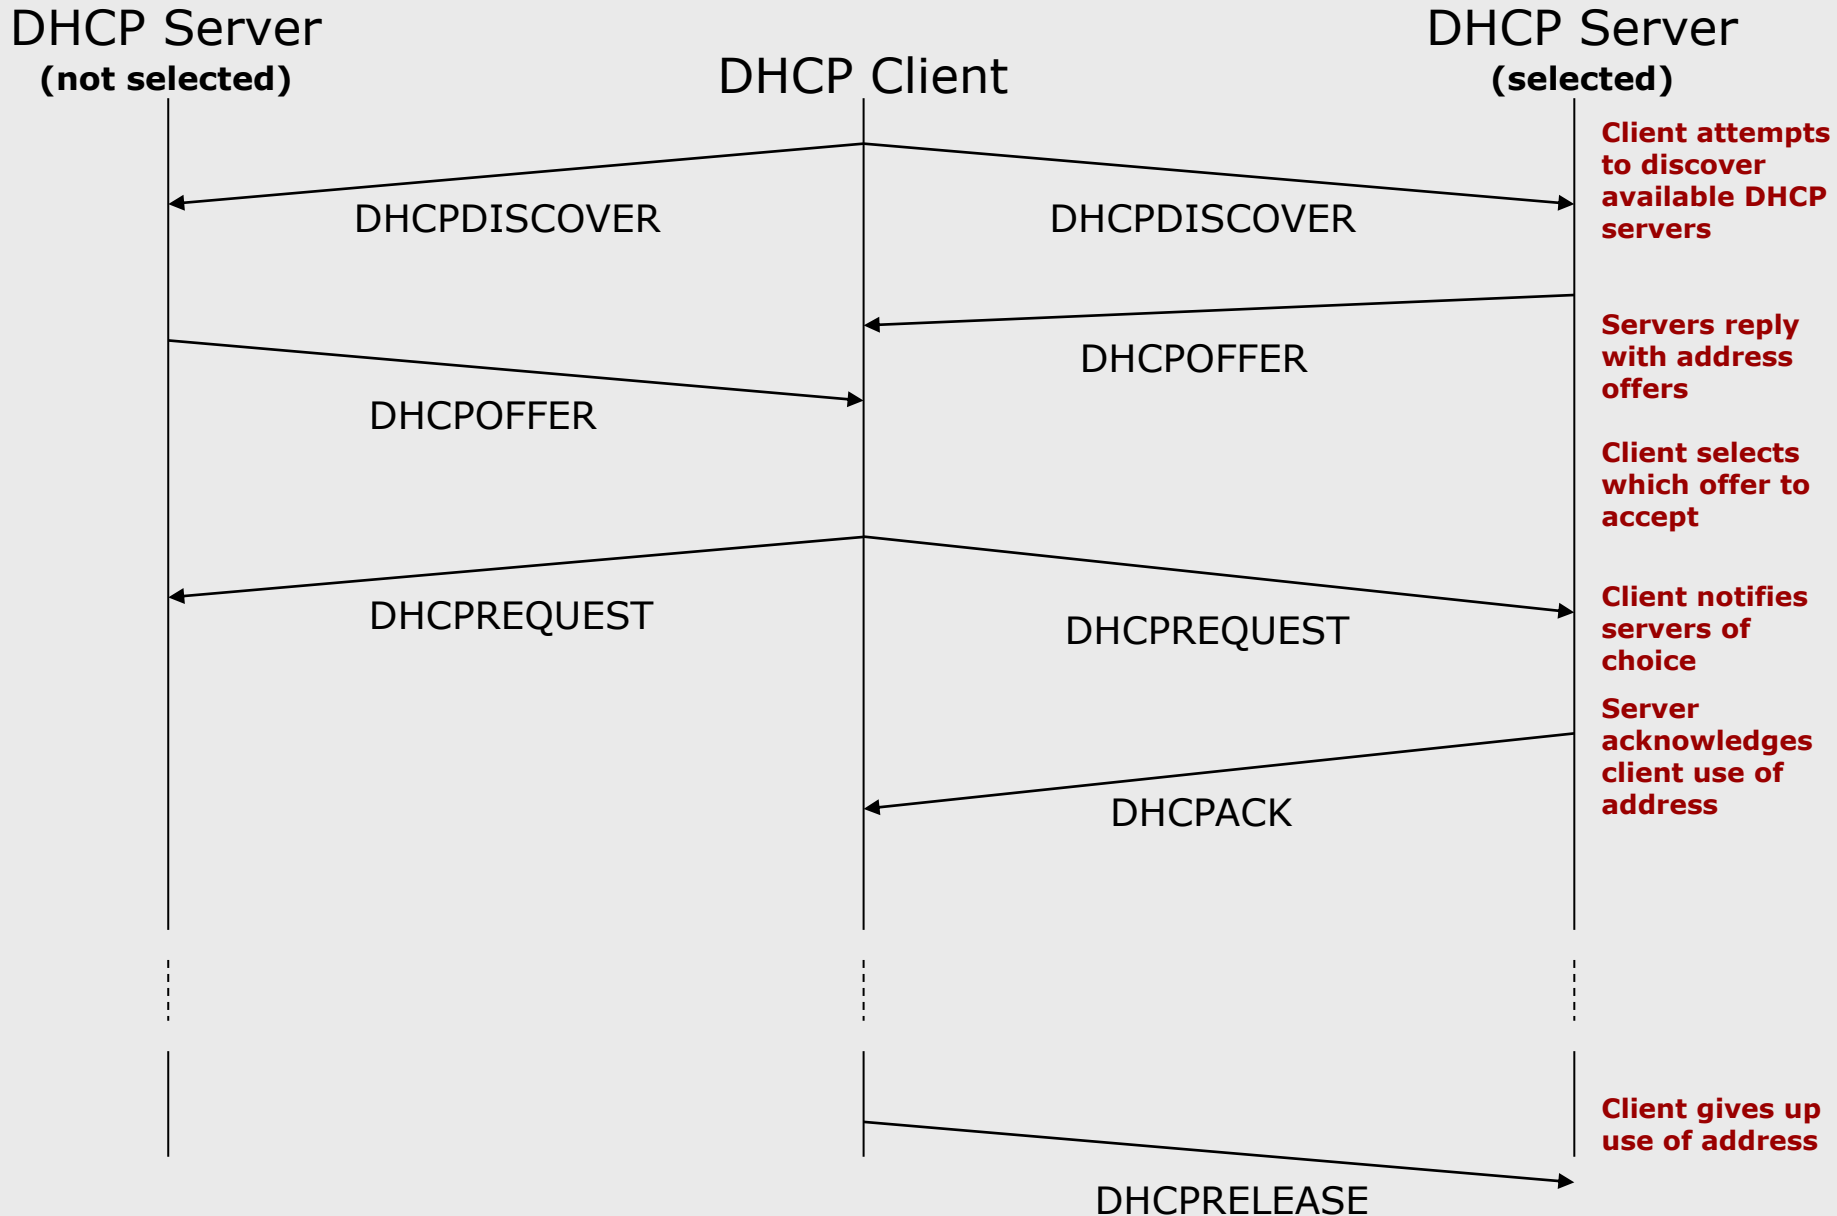 DHCP Server
(not selected)
DHCP Client
DHCP Server
(selected)
Client attempts
to discover
available DHCP
servers
DHCPDISCOVER
DHCPDISCOVER
Servers reply
with address
offers
DHCPOFFER
DHCPOFFER
Client selects
which offer to
accept
Client notifies
servers of
choice
DHCPREQUEST
DHCPREQUEST
Server
acknowledges
client use of
address
DHCPACK
Client gives up
use of address
DHCPRELEASE